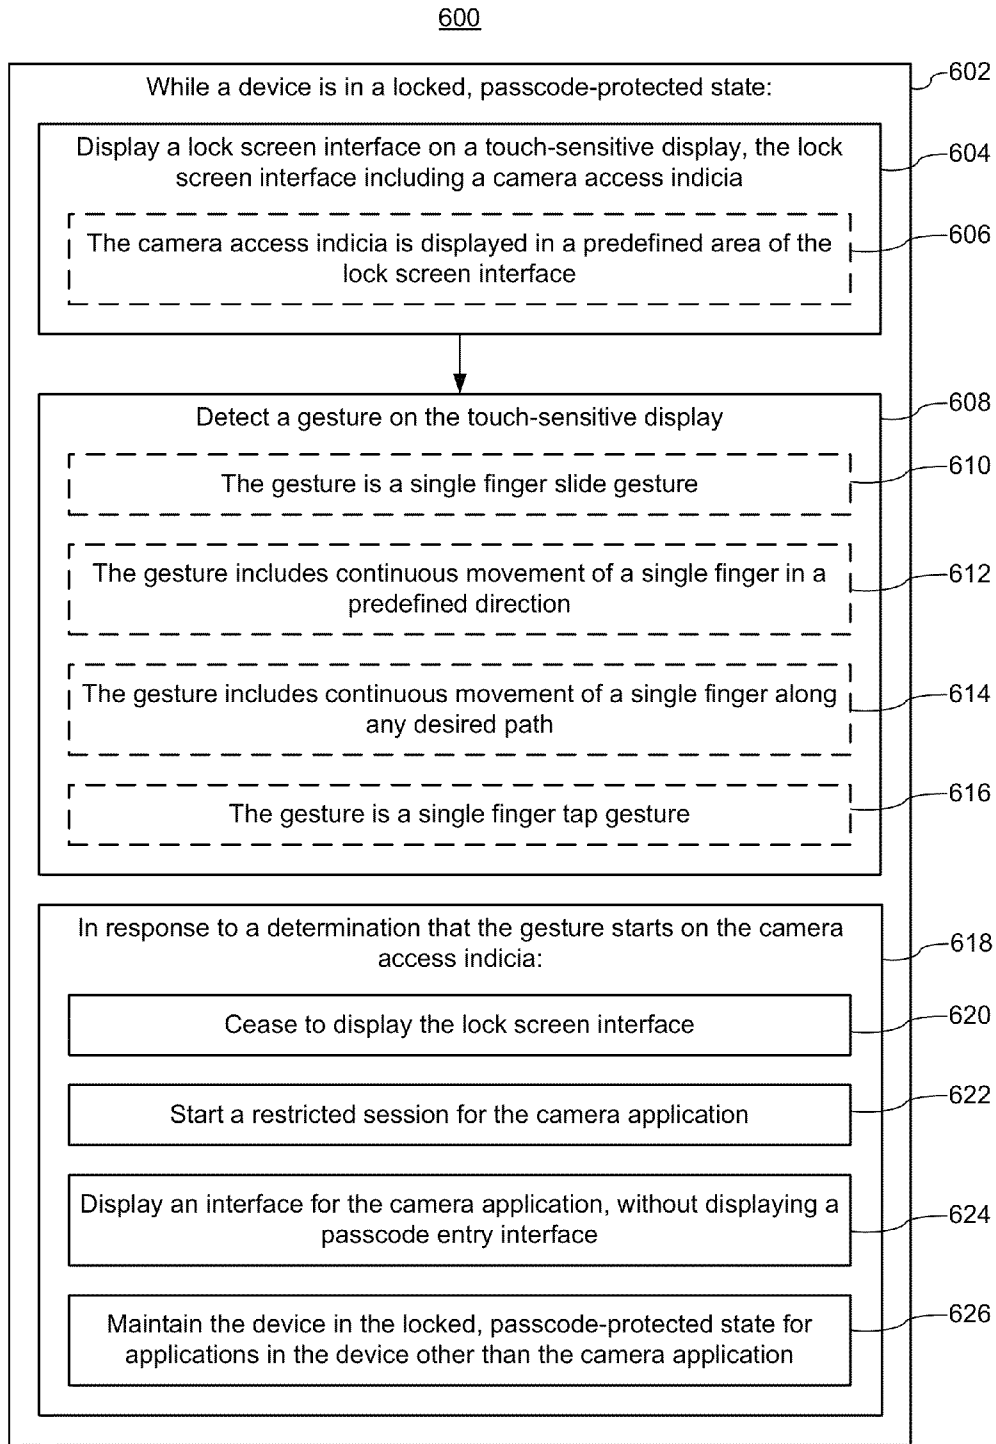 600
While a device is in a locked, passcode-protected state:
602
Display a lock screen interface on a touch-sensitive display, the lock
screen interface including a camera access indicia
604
The camera access indicia is displayed in a predefined area of the
lock screen interface
606
Detect a gesture on the touch-sensitive display
608
The gesture is a single finger slide gesture
610
The gesture includes continuous movement of a single finger in a
predefined direction
612
The gesture includes continuous movement of a single finger along
any desired path
614
The gesture is a single finger tap gesture
616
In response to a determination that the gesture starts on the camera
access indicia:
618
Cease to display the lock screen interface
620
Start a restricted session for the camera application
622
Display an interface for the camera application, without displaying a
passcode entry interface
624
Maintain the device in the locked, passcode-protected state for
applications in the device other than the camera application
626